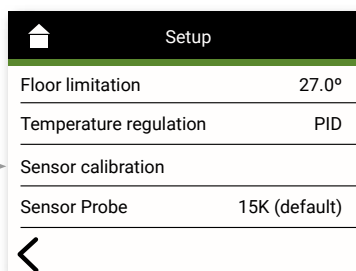 Setup
Floor limitation 27.0º
Temperature regulation PID
Sensor calibration
Sensor Probe 15K (default)